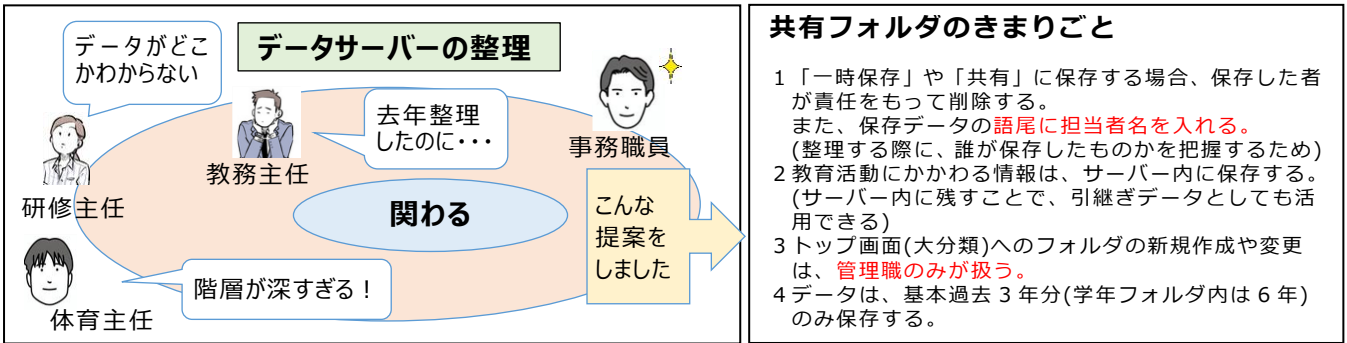 データサーバーの整理
データがどこ
かわからない
去年整理
したのに・・・
教務主任
事務職員
研修主任
関わる
こんな
提案を
しました
階層が深すぎる！
体育主任
共有フォルダのきまりごと
1「一時保存」や「共有」に保存する場合、保存した者
が責任をもって削除する。
また、保存データの語尾に担当者名を入れる。
(整理する際に、誰が保存したものかを把握するため)
2教育活動にかかわる情報は、サーバー内に保存する。
(サーバー内に残すことで、引継ぎデータとしても活
用できる)
3トップ画面(大分類)へのフォルダの新規作成や変更
は、管理職のみが扱う。
4データは、基本過去3年分(学年フォルダ内は6年)
のみ保存する。